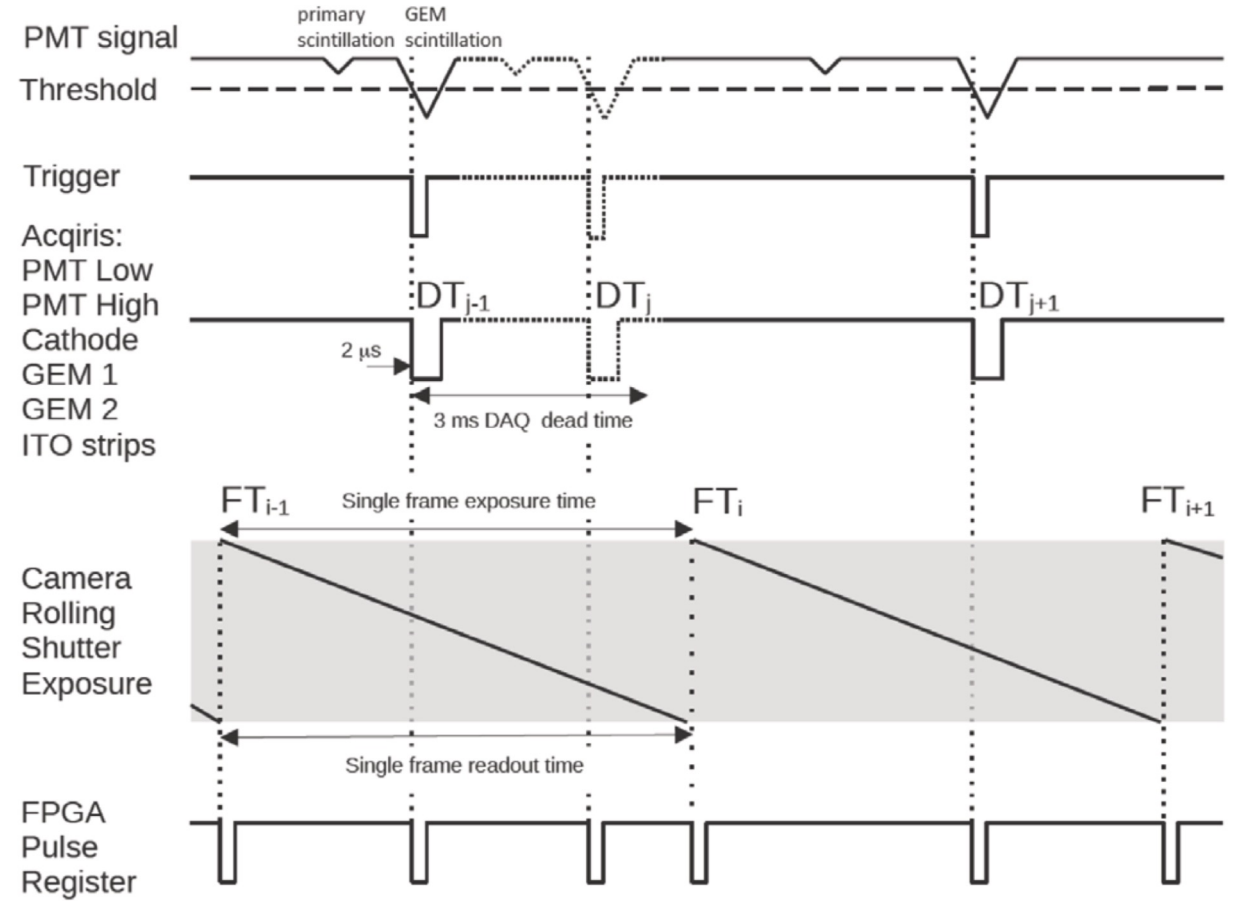 primary GEM
PMT signal scintillation scintillation
Threshold
Trigger
Acqiris:
PMT Low
PMT High DTj-1 DTj DTj+1
Cathode
2 μs
GEM 1
GEM 2 3 ms DAQ dead time
ITO strips
FTi-1 Single frame exposure time FTi FTi+1
Camera
Rolling
Shutter
Exposure
Single frame readout time
FPGA
Pulse
Register